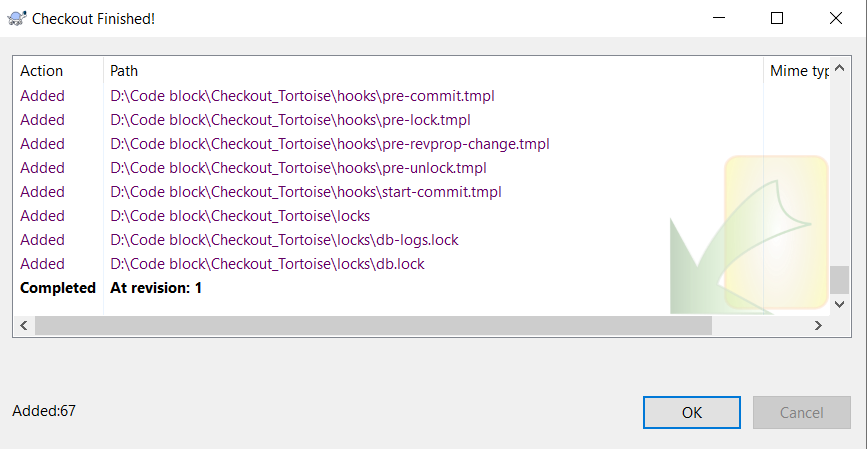 Checkout Finished!
Action Path Mime typ
Added D:\Code block\Checkout_Tortoise\hooks\pre-commit.tmpl
Added D:\Code block\Checkout_Tortoise\hooks\pre-lock.tmpl
Added D:\Code block\Checkout_Tortoise\hooks\pre-revprop-change.tmpl
Added D:\Code block\Checkout_Tortoise\hooks\pre-unlock.tmpl
Added D:\Code block\Checkout_Tortoise\hooks\start-commit.tmpl
Added D:\Code block\Checkout_Tortoise\locks
Added D:\Code block\Checkout_Tortoise\locks\db-logs.lock
Added D:\Code block\Checkout_Tortoise\locks\db.lock
Completed At revision: 1
Added:67 OK Cancel